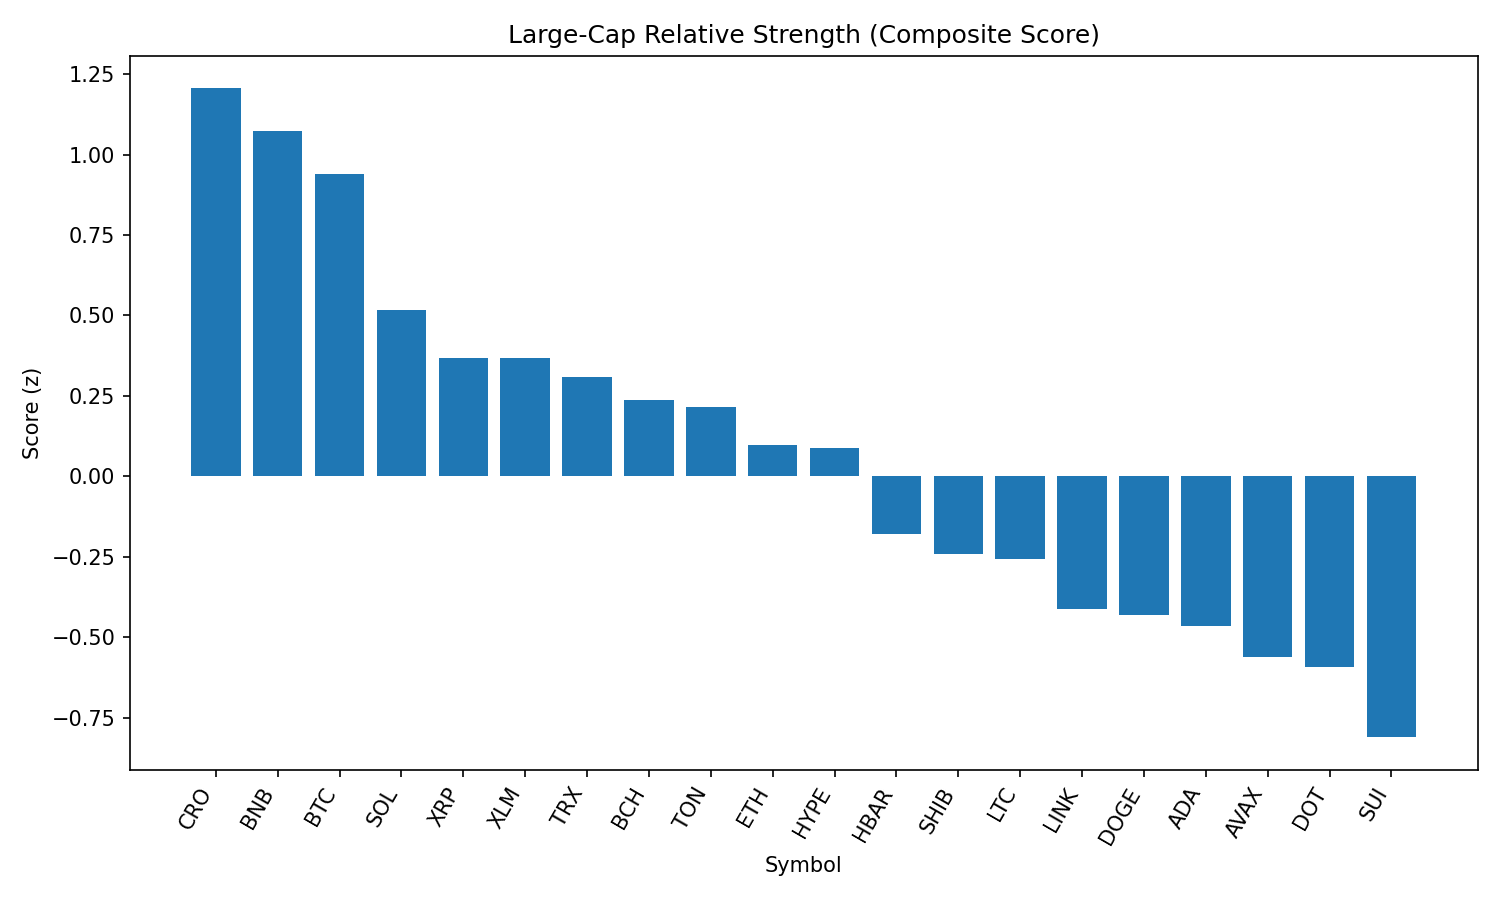 Large-Cap Relative Strength (Composite Score)
1.25
1.00
0.75
0.50
0.25
0.00
−0.25
−0.50
−0.75
Score (z)
CRO
BNB
BTC
SOL
XRP
XLM
TRX
BCH
TON
ETH
HYPE
HBAR
SHIB
LTC
LINK
DOGE
ADA
AVAX
DOT
SUI
Symbol